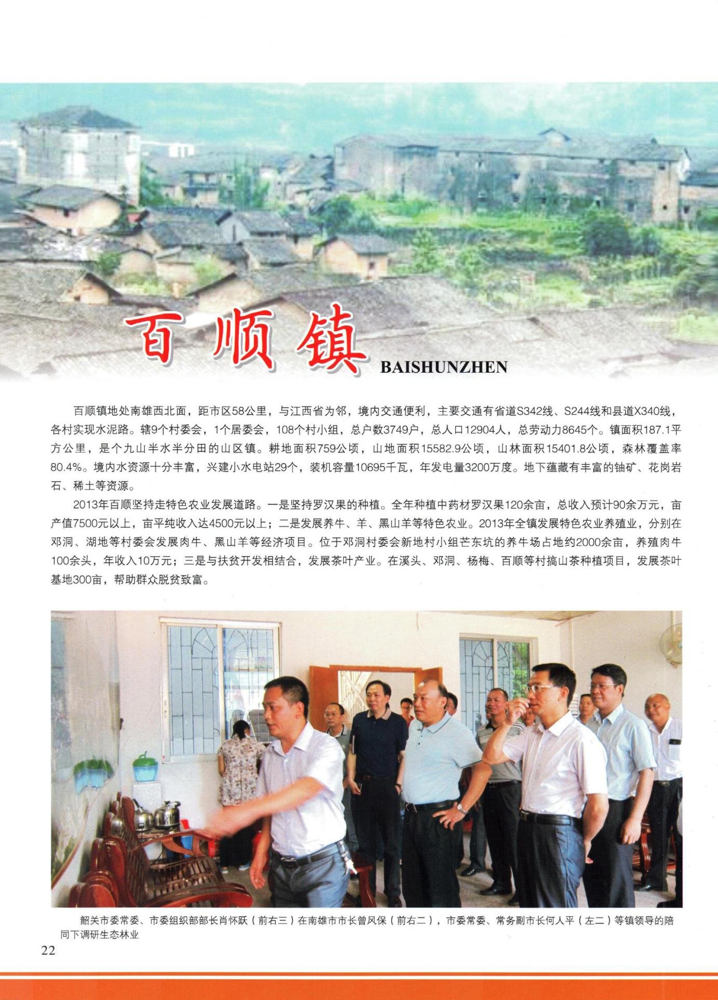 百顺镇 BAISHUNZHEN
百顺镇地处南雄西北面，距市区58公里，与江西省为邻，境内交通便利，主要交通有省道S342线、S244线和县道X340线，
各村实现水泥路。辖9个村委会，1个居委会，108个村小组，总户数3749户，总人口12904人，总劳动力8645个。镇面积187.1平
方公里，是个九山半水半分田的山区镇。耕地面积759公顷，山地面积15582.9公顷，山林面积15401.8公顷，森林覆盖率
80.4%。境内水资源十分丰富，兴建小水电站29个，装机容量10695千瓦，年发电量3200万度。地下蕴藏有丰富的铀矿、花岗岩
石、稀土等资源。
2013年百顺坚持走特色农业发展道路。一是坚持罗汉果的种植。全年种植中药材罗汉果120余亩，总收入预计90余万元，亩
产值7500元以上，亩平纯收入达4500元以上；二是发展养牛、羊、黑山羊等特色农业。2013年全镇发展特色农业养殖业，分别在
邓洞、湖地等村委会发展肉牛、黑山羊等经济项目。位于邓洞村委会新地村小组芒东坑的养牛场占地约2000余亩，养殖肉牛
100余头，年收入10万元；三是与扶贫开发相结合，发展茶叶产业。在溪头、邓洞、杨梅、百顺等村搞山茶种植项目，发展茶叶
基地300亩，帮助群众脱贫致富。
韶关市委常委、市委组织部部长肖怀跃（前右三）在南雄市市长曾风保（前右二），市委常委、常务副市长何人平（左二）等镇领导的陪
同下调研生态林业
22